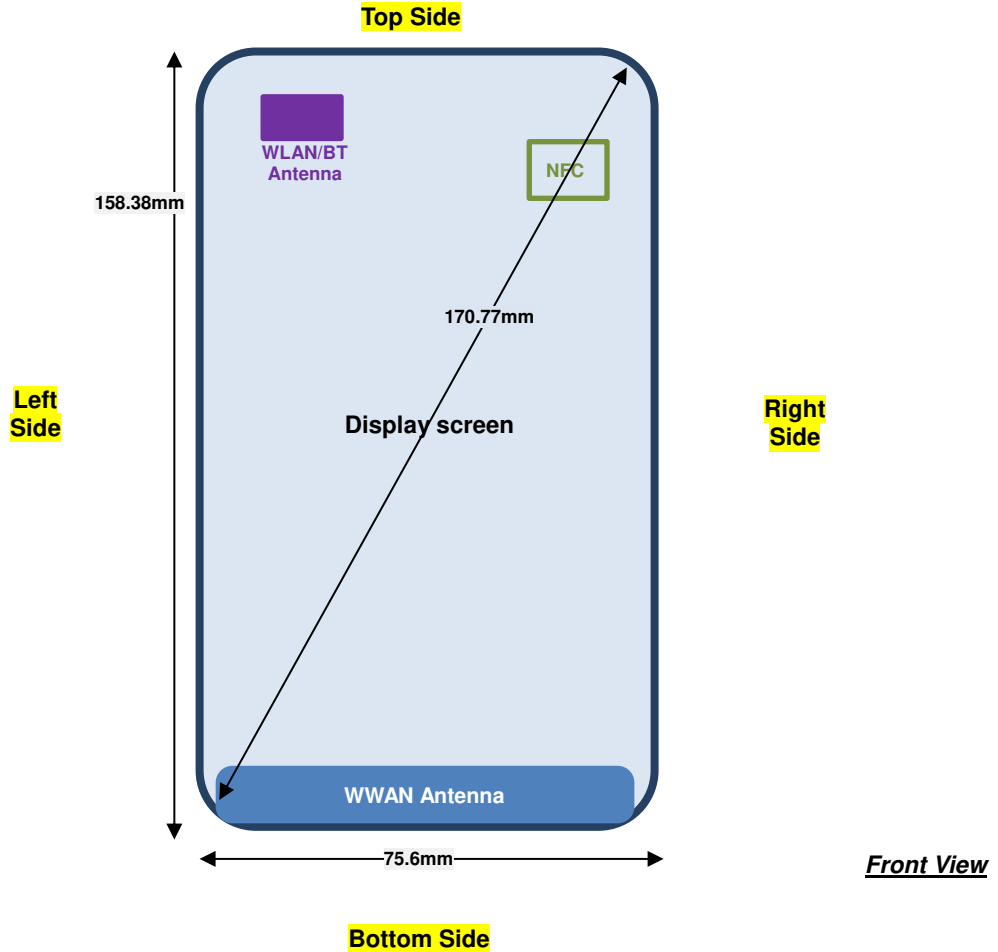 Top Side
WLAN/BT
Antenna
NFC
158.38mm
170.77mm
Left
Side
Display screen
Right
Side
WWAN Antenna
75.6mm
Front View
Bottom Side